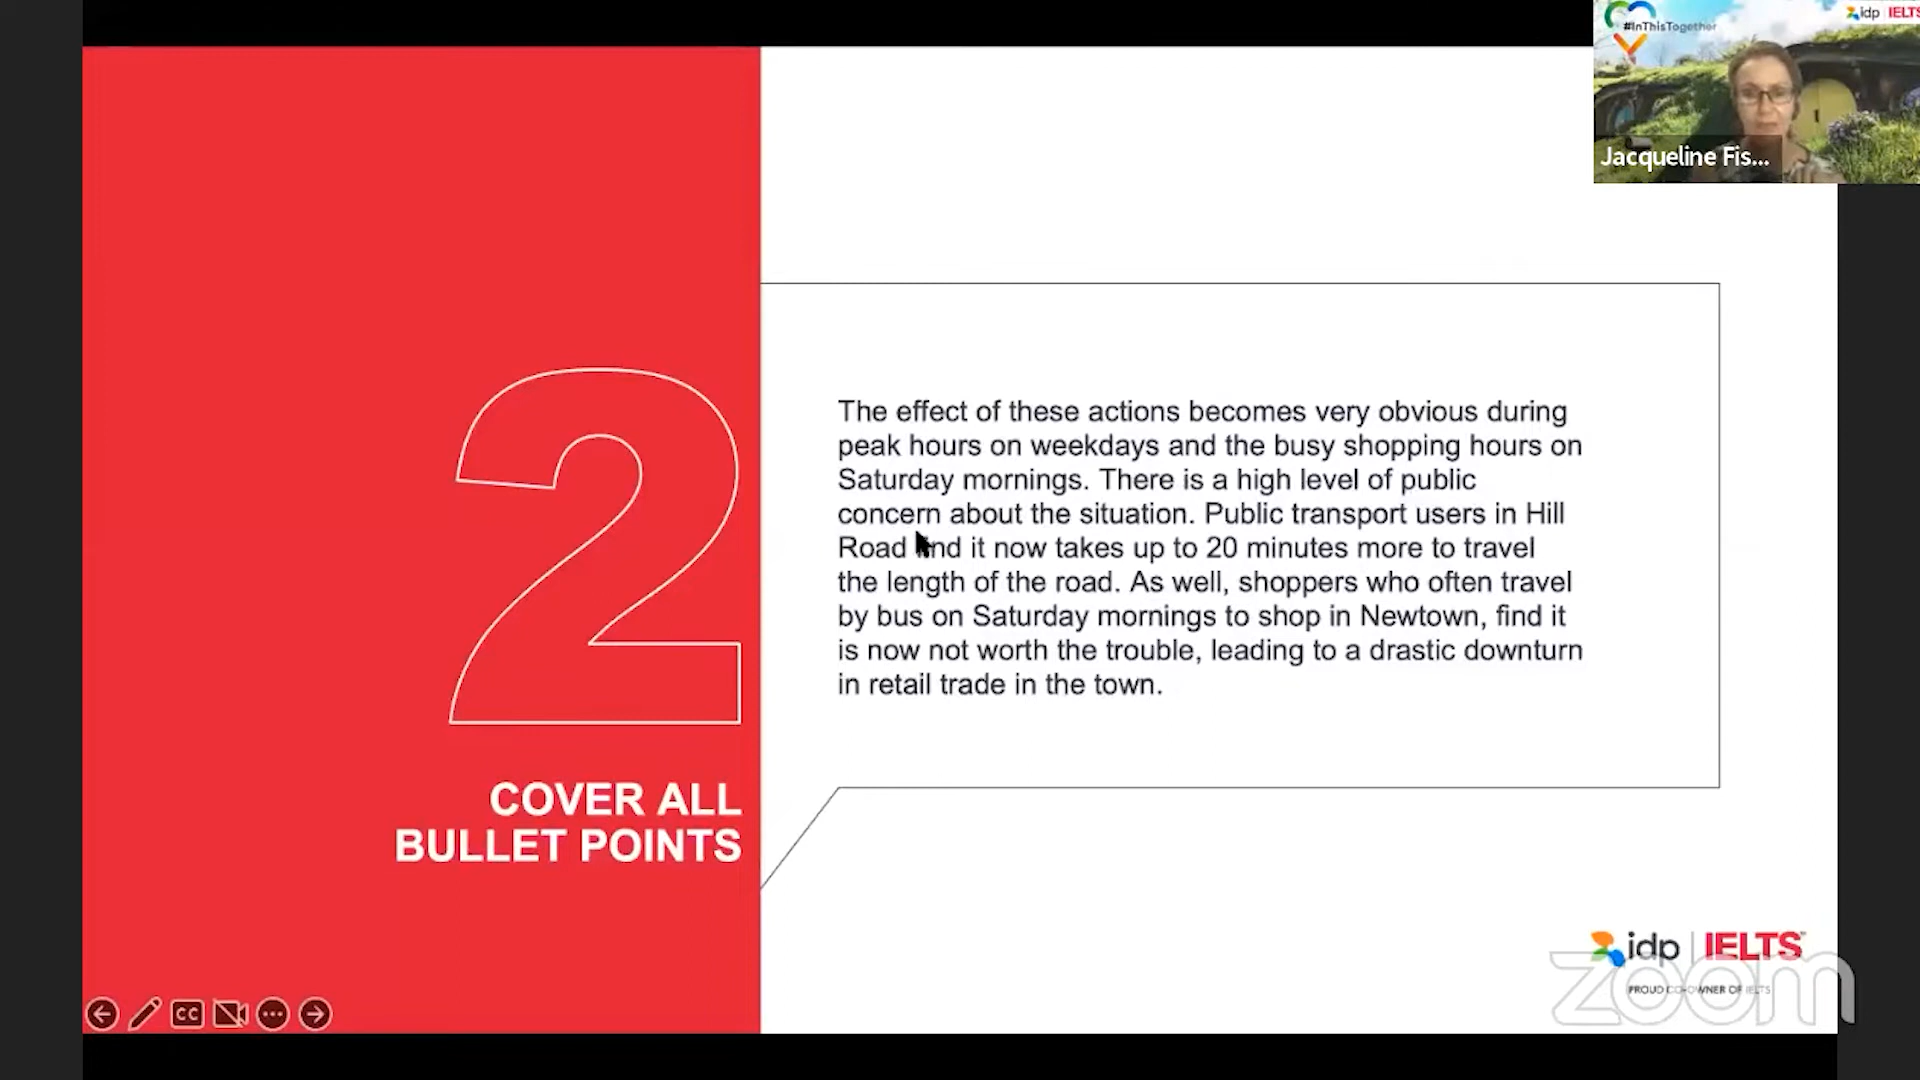 #InThisTogether
idp IELTS
Jacqueline Fis...
2
COVER ALL
BULLET POINTS
The effect of these actions becomes very obvious during
peak hours on weekdays and the busy shopping hours on
Saturday mornings. There is a high level of public
concern about the situation. Public transport users in Hill
Road find it now takes up to 20 minutes more to travel
the length of the road. As well, shoppers who often travel
by bus on Saturday mornings to shop in Newtown, find it
is now not worth the trouble, leading to a drastic downturn
in retail trade in the town.
idp IELTS
PROUD CO-OWNER OF IELTS
zoom
CC